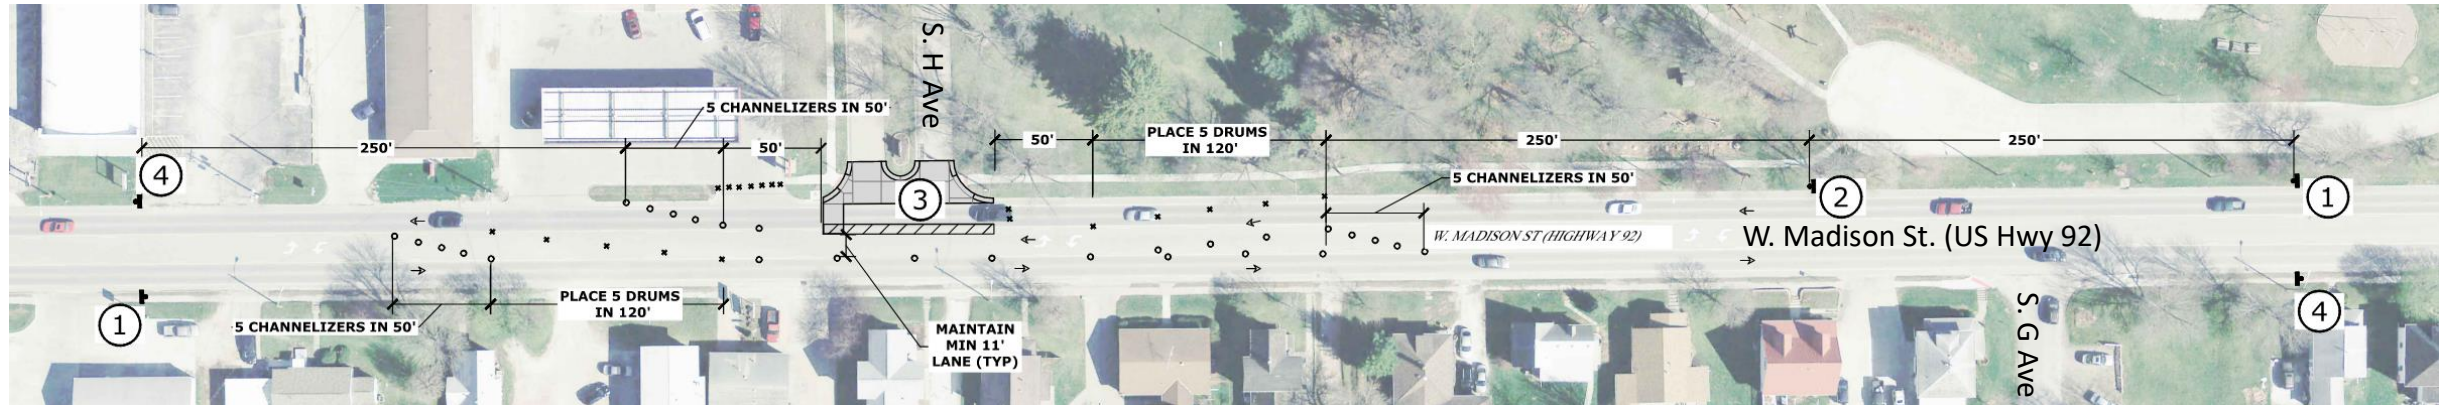 S. H Ave
5 CHANNELIZERS IN 50'
250'
50'
50'
PLACE 5 DRUMS
IN 120'
250'
250'
4
3
5 CHANNELIZERS IN 50'
2
1
W. MADISON ST (HIGHWAY 92)
W. Madison St. (US Hwy 92)
1
5 CHANNELIZERS IN 50'
PLACE 5 DRUMS
IN 120'
MAINTAIN
MIN 11'
LANE (TYP)
S. G Ave
4